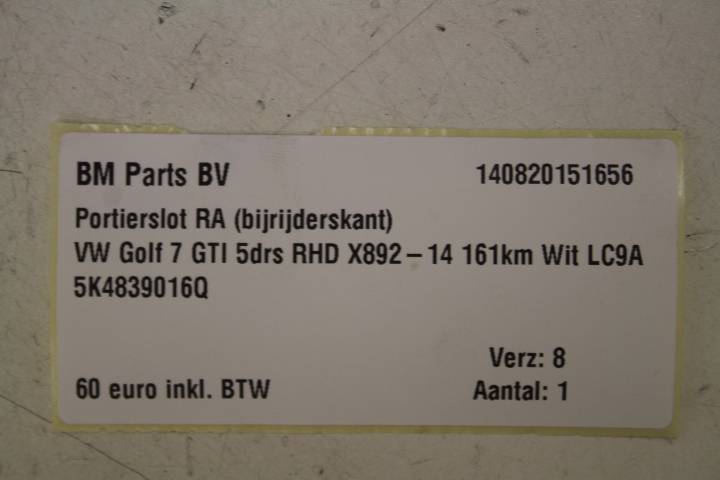 BM Parts BV 140820151656
Portierslot RA (bijrijderskant)
VW Golf 7 GTI 5drs RHD X892-14 161km Wit LC9A
5K4839016Q
Verz: 8
60 euro inkl. BTW Aantal: 1